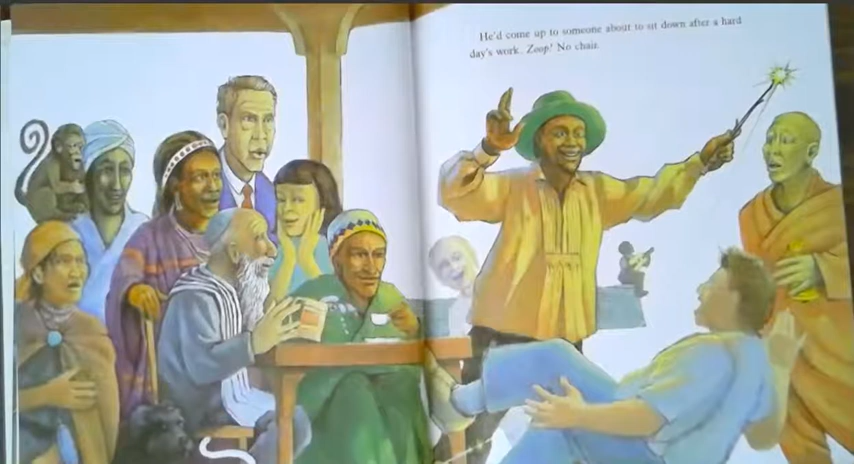 He'd come up to someone about to sit down after a hard
day's work. Zoop! No chair.